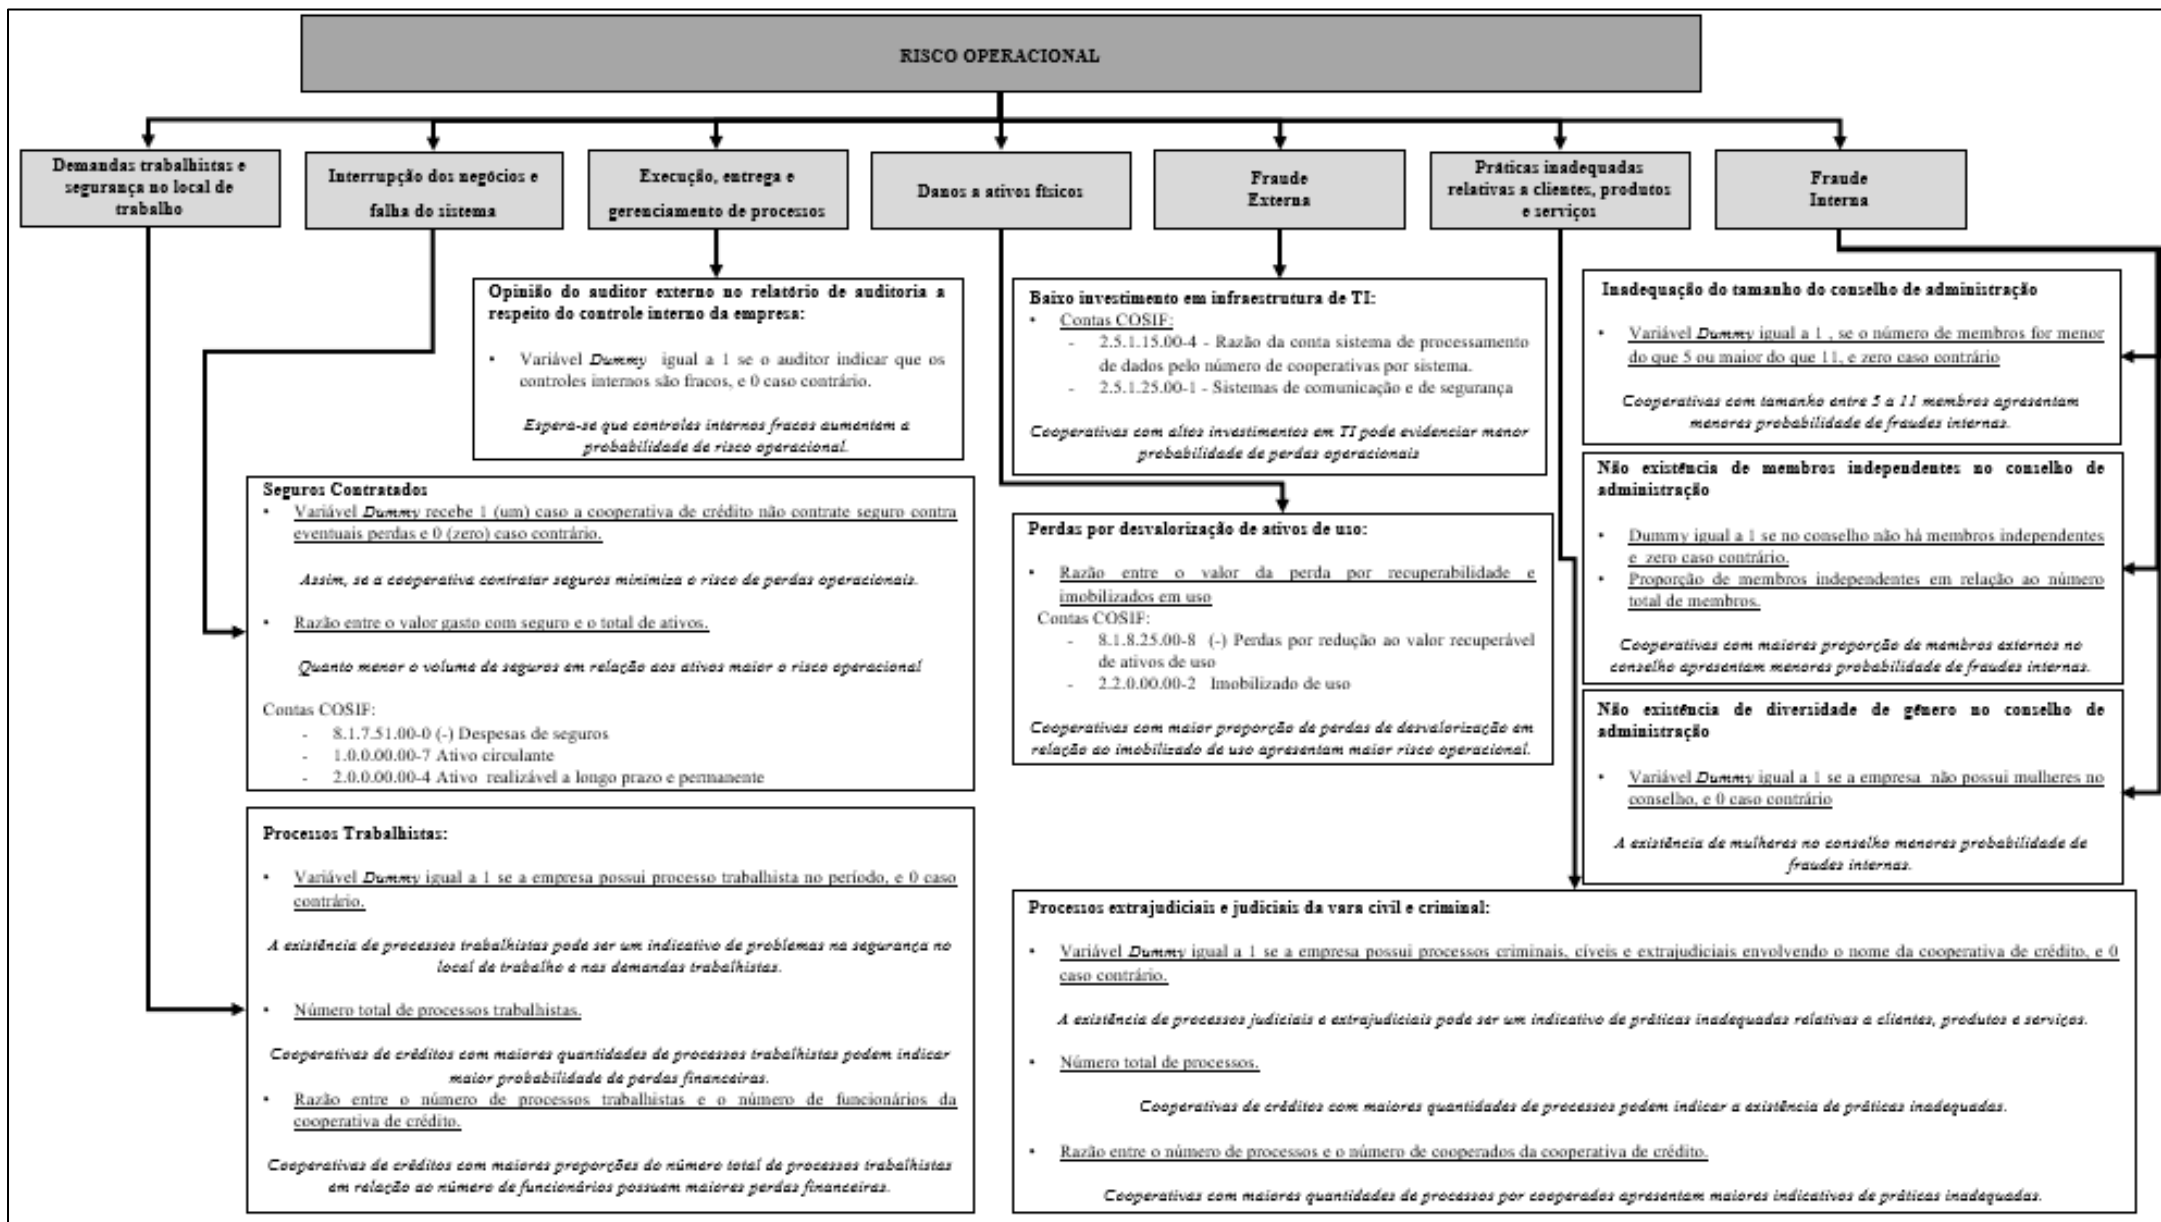 RISCO OPERACIONAL
Demandas trabalhistas e
segurança no local de
trabalho
Interrupção dos negócios e
falha do sistema
Execução, entrega e
gerenciamento de processos
Danos a ativos físicos
Fraude
Externa
Práticas inadequadas
relativas a clientes, produtos
e serviços
Fraude
Interna
Opinião do auditor externo no relatório de auditoria a
respeito do controle interno da empresa:
• Variável Dummy igual a 1 se o auditor indicar que os
controles internos são fracos, e 0 caso contrário.
Espera-se que controles internos fracos aumentem a
probabilidade de risco operacional.
Baixo investimento em infraestrutura de TI:
• Contas COSIF:
- 2.5.1.15.00-4 - Razão da conta sistema de processamento
de dados pelo número de cooperativas por sistema.
- 2.5.1.25.00-1 - Sistemas de comunicação e de segurança
Cooperativas com altos investimentos em TI pode evidenciar menor
probabilidade de perdas operacionais
Inadequação do tamanho do conselho de administração
• Variável Dummy igual a 1 , se o número de membros for menor
do que 5 ou maior do que 11, e zero caso contrário
Cooperativas com tamanho entre 5 a 11 membros apresentam
menores probabilidade de fraudes internas.
Não existência de membros independentes no conselho de
administração
• Dummy igual a 1 se no conselho não há membros independentes
e zero caso contrário.
• Proporção de membros independentes em relação ao número
total de membros.
Cooperativas com maiores proporção de membros externos no
conselho apresentam menores probabilidade de fraudes internas.
Não existência de diversidade de gênero no conselho de
administração
• Variável Dummy igual a 1 se a empresa não possui mulheres no
conselho, e 0 caso contrário
A existência de mulheres no conselho menores probabilidade de
fraudes internas.
Seguros Contratados
• Variável Dummy recebe 1 (um) caso a cooperativa de crédito não contrate seguro contra
eventuais perdas e 0 (zero) caso contrário.
Assim, se a cooperativa contratar seguros minimiza o risco de perdas operacionais.
• Razão entre o valor gasto com seguro e o total de ativos.
Quanto menor o volume de seguros em relação aos ativos maior o risco operacional
Contas COSIF:
- 8.1.7.51.00-0 (-) Despesas de seguros
- 1.0.0.00.00-7 Ativo circulante
- 2.0.0.00.00-4 Ativo realizável a longo prazo e permanente
Perdas por desvalorização de ativos de uso:
• Razão entre o valor da perda por recuperabilidade e
imobilizados em uso
Contas COSIF:
- 8.1.8.25.00-8 (-) Perdas por redução ao valor recuperável
de ativos de uso
- 2.2.0.00.00-2 Imobilizado de uso
Cooperativas com maior proporção de perdas de desvalorização em
relação ao imobilizado de uso apresentam maior risco operacional.
Processos Trabalhistas:
• Variável Dummy igual a 1 se a empresa possui processo trabalhista no período, e 0 caso
contrário.
A existência de processos trabalhistas pode ser um indicativo de problemas na segurança no
local de trabalho e nas demandas trabalhistas.
• Número total de processos trabalhistas.
Cooperativas de créditos com maiores quantidades de processos trabalhistas podem indicar
maior probabilidade de perdas financeiras.
• Razão entre o número de processos trabalhistas e o número de funcionários da
cooperativa de crédito.
Cooperativas de créditos com maiores proporções do número total de processos trabalhistas
em relação ao número de funcionários possuem maiores perdas financeiras.
Processos extrajudiciais e judiciais da vara civil e criminal:
• Variável Dummy igual a 1 se a empresa possui processos criminais, cíveis e extrajudiciais envolvendo o nome da cooperativa de crédito, e 0
caso contrário.
A existência de processos judiciais e extrajudiciais pode ser um indicativo de práticas inadequadas relativas a clientes, produtos e serviços.
• Número total de processos.
Cooperativas de créditos com maiores quantidades de processos podem indicar a existência de práticas inadequadas.
• Razão entre o número de processos e o número de cooperados da cooperativa de crédito.
Cooperativas com maiores quantidades de processos por cooperados apresentam maiores indicativos de práticas inadequadas.